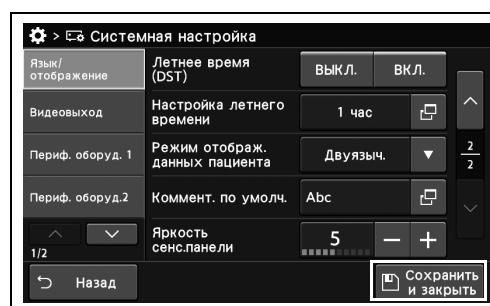 > Системная настройка
Язык/
отображение
Летнее время
(DST)
ВЫКЛ.
ВКЛ.
Видеовыход
Настройка летнего
времени
1 час
Периф. оборуд. 1
Режим отображ.
данных пациента
Двуязыч.
2
2
Периф. оборуд.2
Коммент. по умолч.
Abc
1/2
Яркость
сенс.панели
5
Назад
Сохранить
и закрыть